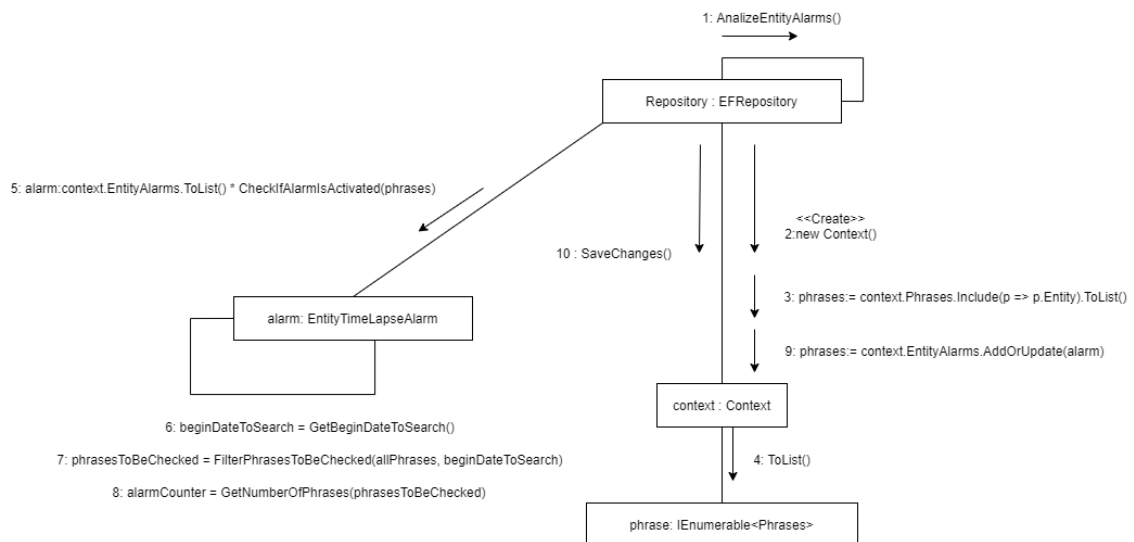 1: AnalizeEntityAlarms()
Repository : EFRepository
5: alarm:context.EntityAlarms.ToList() * CheckIfAlarmIsActivated(phrases)
<<Create>>
2:new Context()
10 : SaveChanges()
3: phrases:= context.Phrases.Include(p => p.Entity).ToList()
alarm: EntityTimeLapseAlarm
9: phrases:= context.EntityAlarms.AddOrUpdate(alarm)
context : Context
6: beginDateToSearch = GetBeginDateToSearch()
7: phrasesToBeChecked = FilterPhrasesToBeChecked(allPhrases, beginDateToSearch)
4: ToList()
8: alarmCounter = GetNumberOfPhrases(phrasesToBeChecked)
phrase: IEnumerable<Phrases>